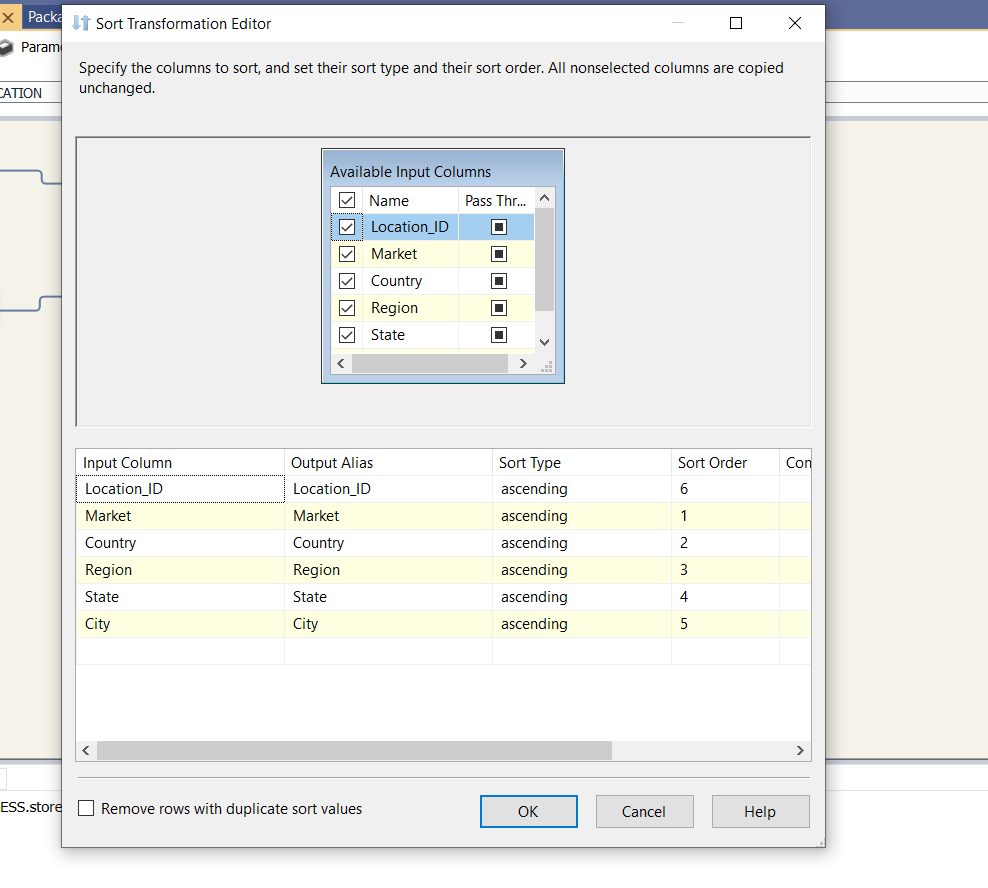 Packa
Sort Transformation Editor
Param
Specify the columns to sort, and set their sort type and their sort order. All nonselected columns are copied
unchanged.
CATION
Available Input Columns
Name Pass Thr...
Location_ID
Market
Country
Region
State
Input Column Output Alias Sort Type Sort Order Con
Location_ID Location_ID ascending 6
Market Market ascending 1
Country Country ascending 2
Region Region ascending 3
State State ascending 4
City City ascending 5
ESS.store
Remove rows with duplicate sort values
OK Cancel Help